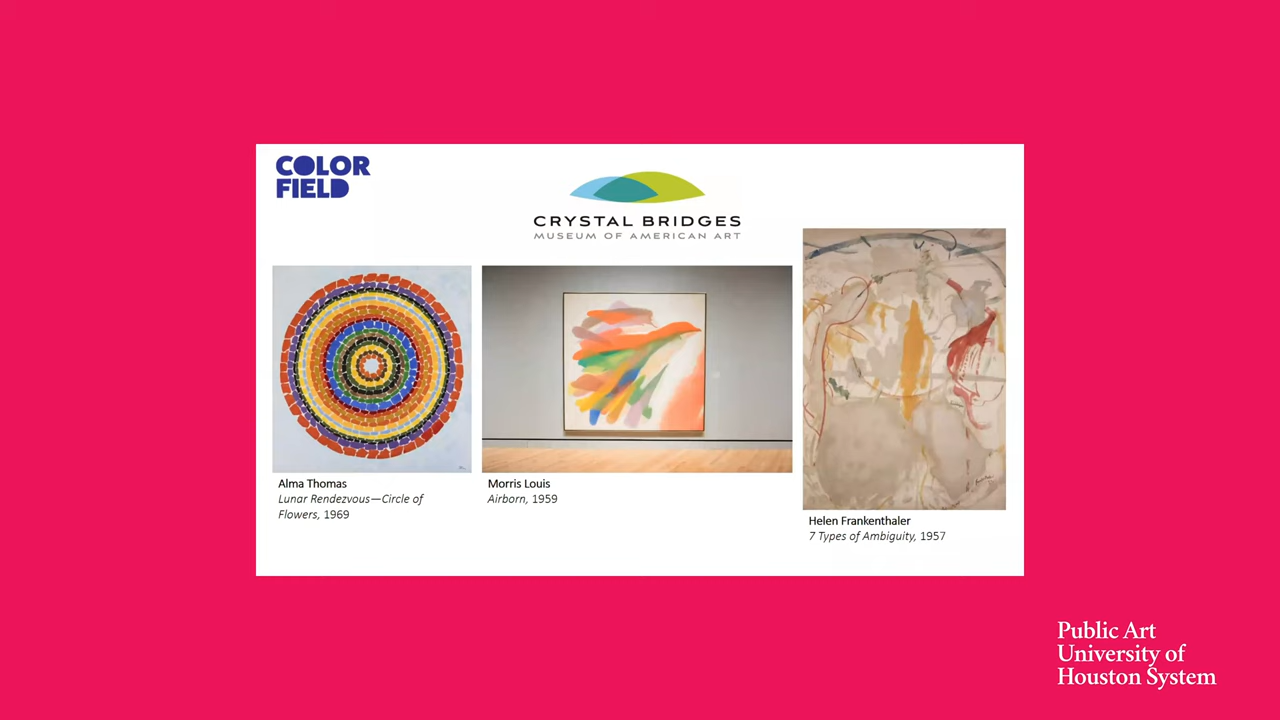 COLOR
FIELD
CRYSTAL BRIDGES
MUSEUM OF AMERICAN ART
Alma Thomas
Lunar Rendezvous—Circle of
Flowers, 1969
Morris Louis
Airborn, 1959
Helen Frankenthaler
7 Types of Ambiguity, 1957
Public Art
University of
Houston System